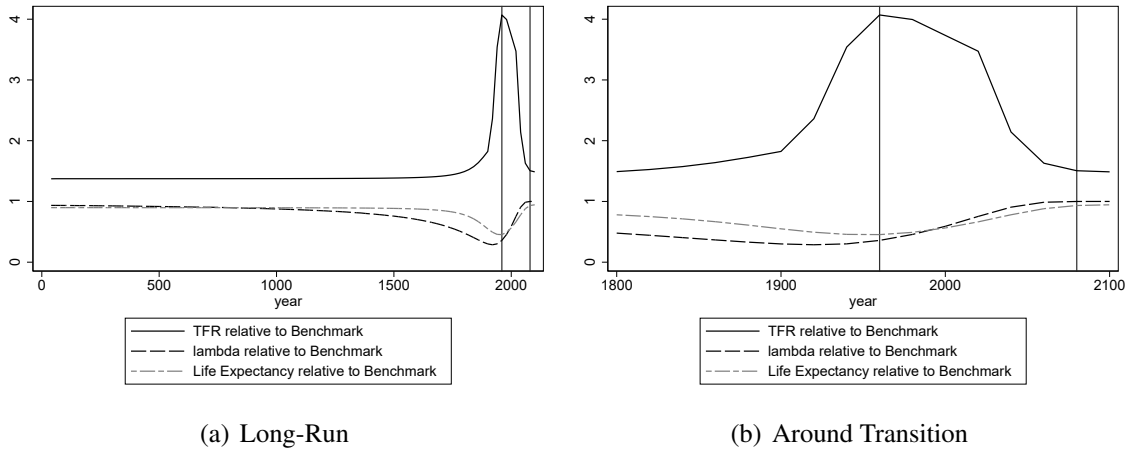 4
3
2
1
0
0
500
1000
1500
2000
year
TFR relative to Benchmark
lambda relative to Benchmark
Life Expectancy relative to Benchmark
(a) Long-Run
4
3
2
1
0
1800
1900
2000
2100
year
TFR relative to Benchmark
lambda relative to Benchmark
Life Expectancy relative to Benchmark
(b) Around Transition